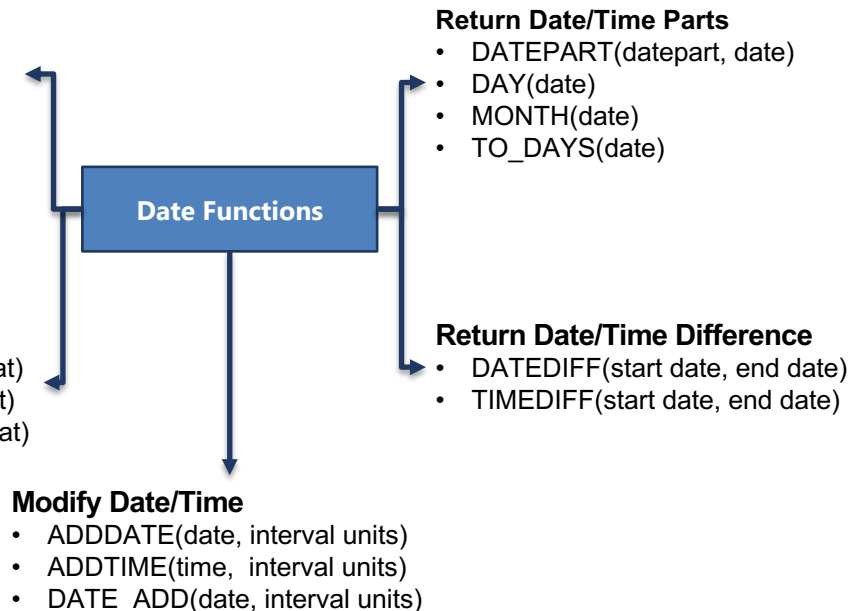 Return Date/Time Parts
• DATEPART(datepart, date)
• DAY(date)
• MONTH(date)
• TO_DAYS(date)
Date Functions
Return Date/Time Difference
• DATEDIFF(start date, end date)
• TIMEDIFF(start date, end date)
at)
t)
at)
Modify Date/Time
• ADDDATE(date, interval units)
• ADDTIME(time, interval units)
• DATE_ADD(date, interval units)